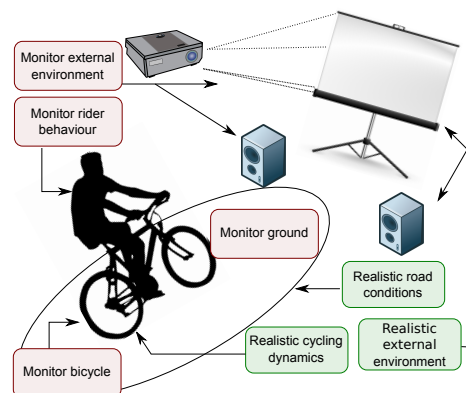 Monitor external
environment
Monitor rider
behaviour
Monitor ground
Realistic road
conditions
Realistic cycling
dynamics
Realistic
external
environment
Monitor bicycle